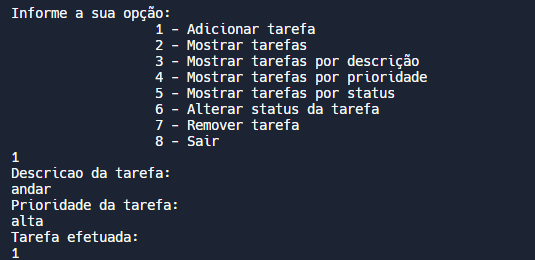 Informe a sua opção:
1 - Adicionar tarefa
2 - Mostrar tarefas
3 - Mostrar tarefas por descrição
4 - Mostrar tarefas por prioridade
5 - Mostrar tarefas por status
6 - Alterar status da tarefa
7 - Remover tarefa
8 - Sair
1
Descricao da tarefa:
andar
Prioridade da tarefa:
alta
Tarefa efetuada:
1